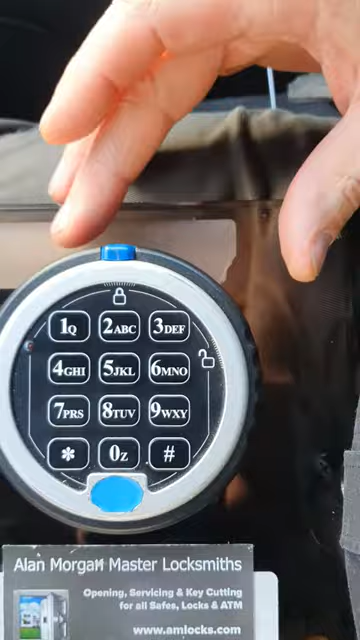 1Q 2ABC 3DEF
4GHI 5JKL 6MNO
7PRS 8TUV 9WXY
* 0Z #
Alan Morgan Master Locksmiths
Opening, Servicing & Key Cutting
for all Safes, Locks & ATM
www.amlocks.com